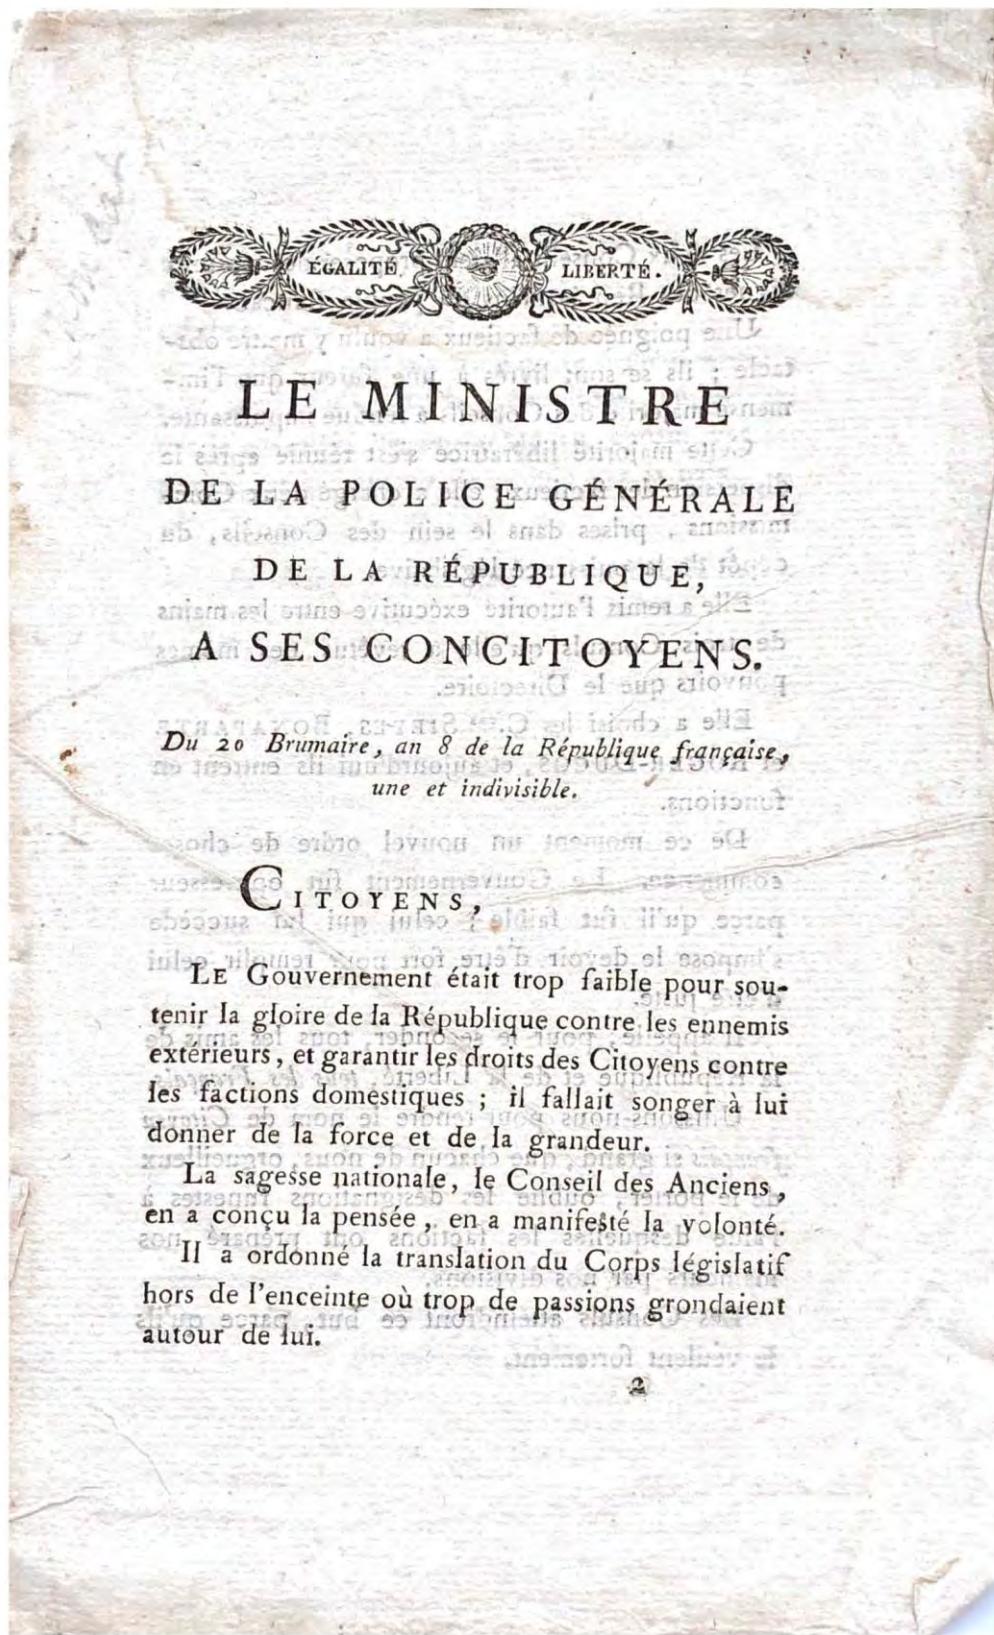 ÉGALITÉ. LIBERTÉ.
LE MINISTRE
DE LA POLICE GÉNÉRALE
DE LA RÉPUBLIQUE,
A SES CONCITOYENS.
Du 20 Brumaire, an 8 de la République française,
une et indivisible.
CITOYENS,
LE Gouvernement était trop faible pour sou-
tenir la gloire de la République contre les ennemis
extérieurs, et garantir les droits des Citoyens contre
les factions domestiques ; il fallait songer à lui
donner de la force et de la grandeur.
La sagesse nationale, le Conseil des Anciens,
en a conçu la pensée, en a manifesté la volonté.
Il a ordonné la translation du Corps législatif
hors de l'enceinte où trop de passions grondaient
autour de lui.
2